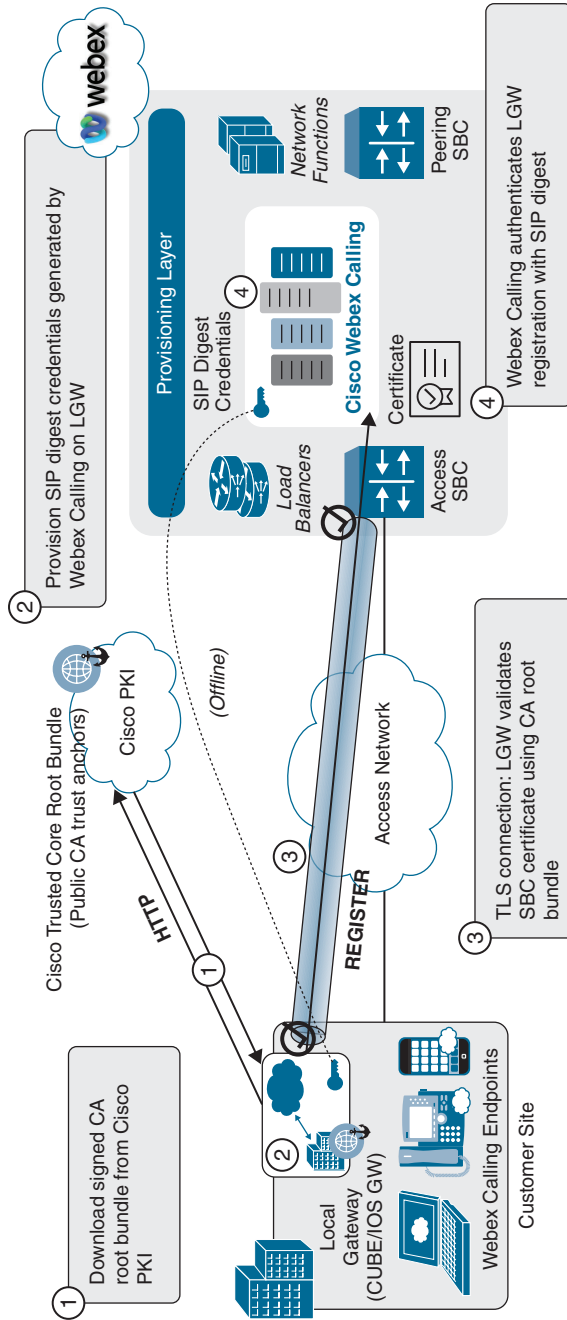 1
Download signed CA
root bundle from Cisco
PKI
2
Provision SIP digest credentials generated by
Webex Calling on LGW
webex
Cisco Trusted Core Root Bundle
(Public CA trust anchors)
Cisco PKI
HTTP
1
(Offline)
Provisioning Layer
Load
Balancers
SIP Digest
Credentials
4
Network
Functions
Cisco Webex Calling
Access
SBC
Certificate
Peering
SBC
2
Local
Gateway
(CUBE/IOS GW)
Webex Calling Endpoints
Customer Site
3
REGISTER
Access Network
3
TLS connection: LGW validates
SBC certificate using CA root
bundle
4
Webex Calling authenticates LGW
registration with SIP digest